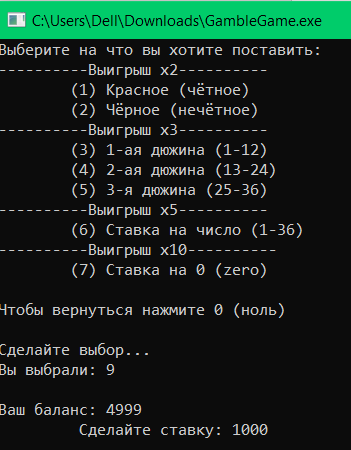 C:\Users\Dell\Downloads\GambleGame.exe
Выберите на что вы хотите поставить:
----------Выигрыш x2----------
(1) Красное (чётное)
(2) Чёрное (нечётное)
----------Выигрыш x3----------
(3) 1-ая дюжина (1-12)
(4) 2-ая дюжина (13-24)
(5) 3-я дюжина (25-36)
----------Выигрыш x5----------
(6) Ставка на число (1-36)
----------Выигрыш x10----------
(7) Ставка на 0 (zero)
Чтобы вернуться нажмите 0 (ноль)
Сделайте выбор...
Вы выбрали: 9
Ваш баланс: 4999
Сделайте ставку: 1000